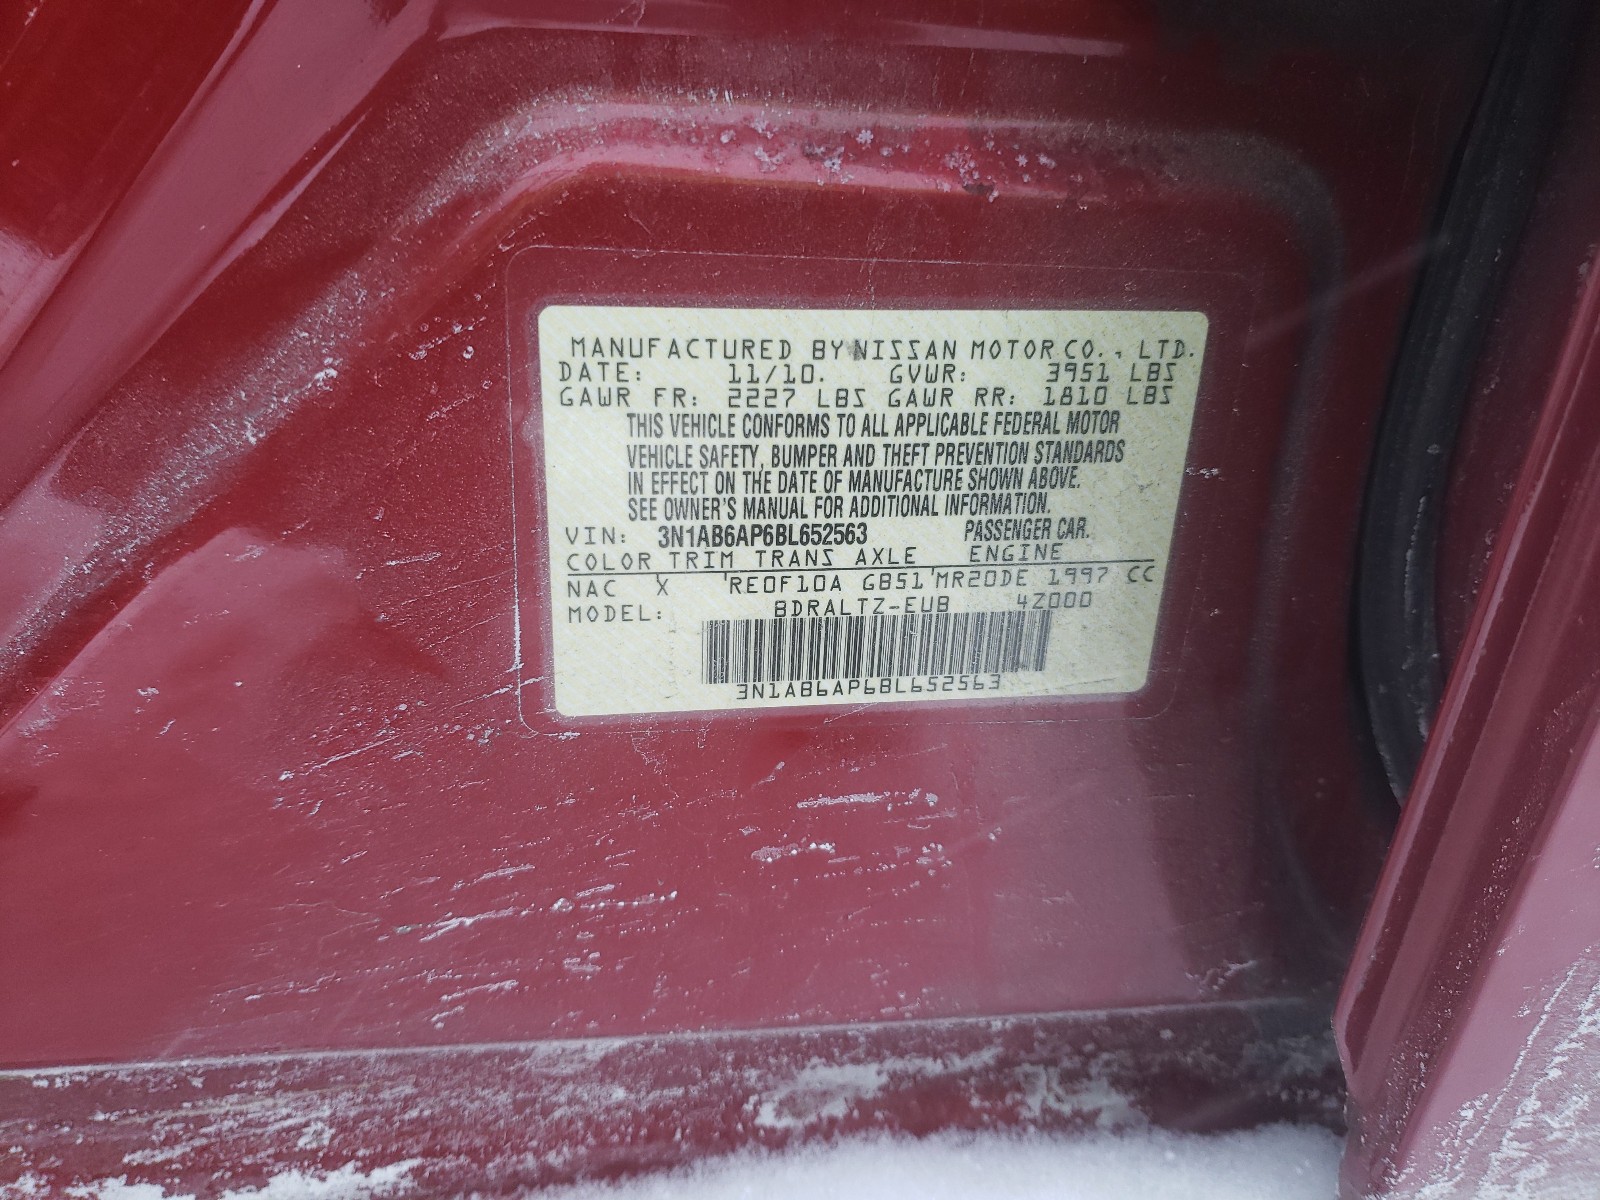 MANUFACTURED BY NISSAN MOTOR CO., LTD.
DATE: 11/10. GVWR: 3951 LBS
GAWR FR: 2227 LBS GAWR RR: 1810 LBS
THIS VEHICLE CONFORMS TO ALL APPLICABLE FEDERAL MOTOR
VEHICLE SAFETY, BUMPER AND THEFT PREVENTION STANDARDS
IN EFFECT ON THE DATE OF MANUFACTURE SHOWN ABOVE.
SEE OWNER'S MANUAL FOR ADDITIONAL INFORMATION.
VIN: 3N1AB6AP6BL652563 PASSENGER CAR.
COLOR TRIM TRANS AXLE ENGINE
NAC X RE0F10A GB51 MR20DE 1997 CC
MODEL: BDRALTZ-EUB 4Z000
3N1AB6AP6BL652563